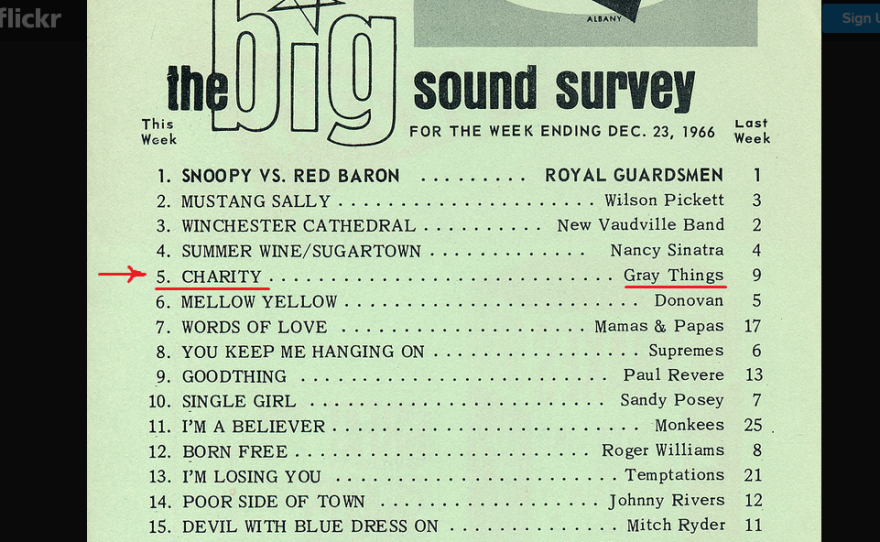 flickr
Sign U
ALBANY
the big sound survey
This Week
FOR THE WEEK ENDING DEC. 23, 1966
Last Week
1. SNOOPY VS. RED BARON ......... ROYAL GUARDSMEN 1
2. MUSTANG SALLY ........................ Wilson Pickett 3
3. WINCHESTER CATHEDRAL .......... New Vaudville Band 2
4. SUMMER WINE/SUGARTOWN ............ Nancy Sinatra 4
5. CHARITY ............................... Gray Things 9
6. MELLOW YELLOW ........................... Donovan 5
7. WORDS OF LOVE .................... Mamas & Papas 17
8. YOU KEEP ME HANGING ON ................. Supremes 6
9. GOODTHING ........................... Paul Revere 13
10. SINGLE GIRL ......................... Sandy Posey 7
11. I'M A BELIEVER ........................... Monkees 25
12. BORN FREE .......................... Roger Williams 8
13. I'M LOSING YOU ....................... Temptations 21
14. POOR SIDE OF TOWN .................. Johnny Rivers 12
15. DEVIL WITH BLUE DRESS ON ............. Mitch Ryder 11